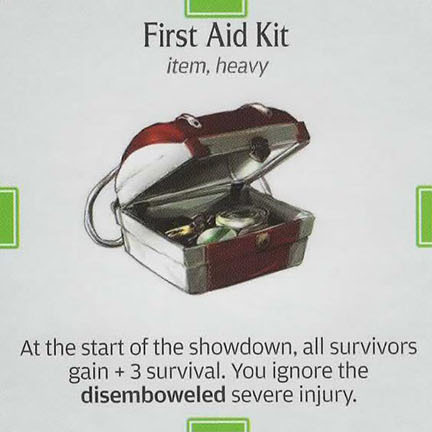 First Aid Kit
item, heavy
At the start of the showdown, all survivors
gain + 3 survival. You ignore the
disemboweled severe injury.